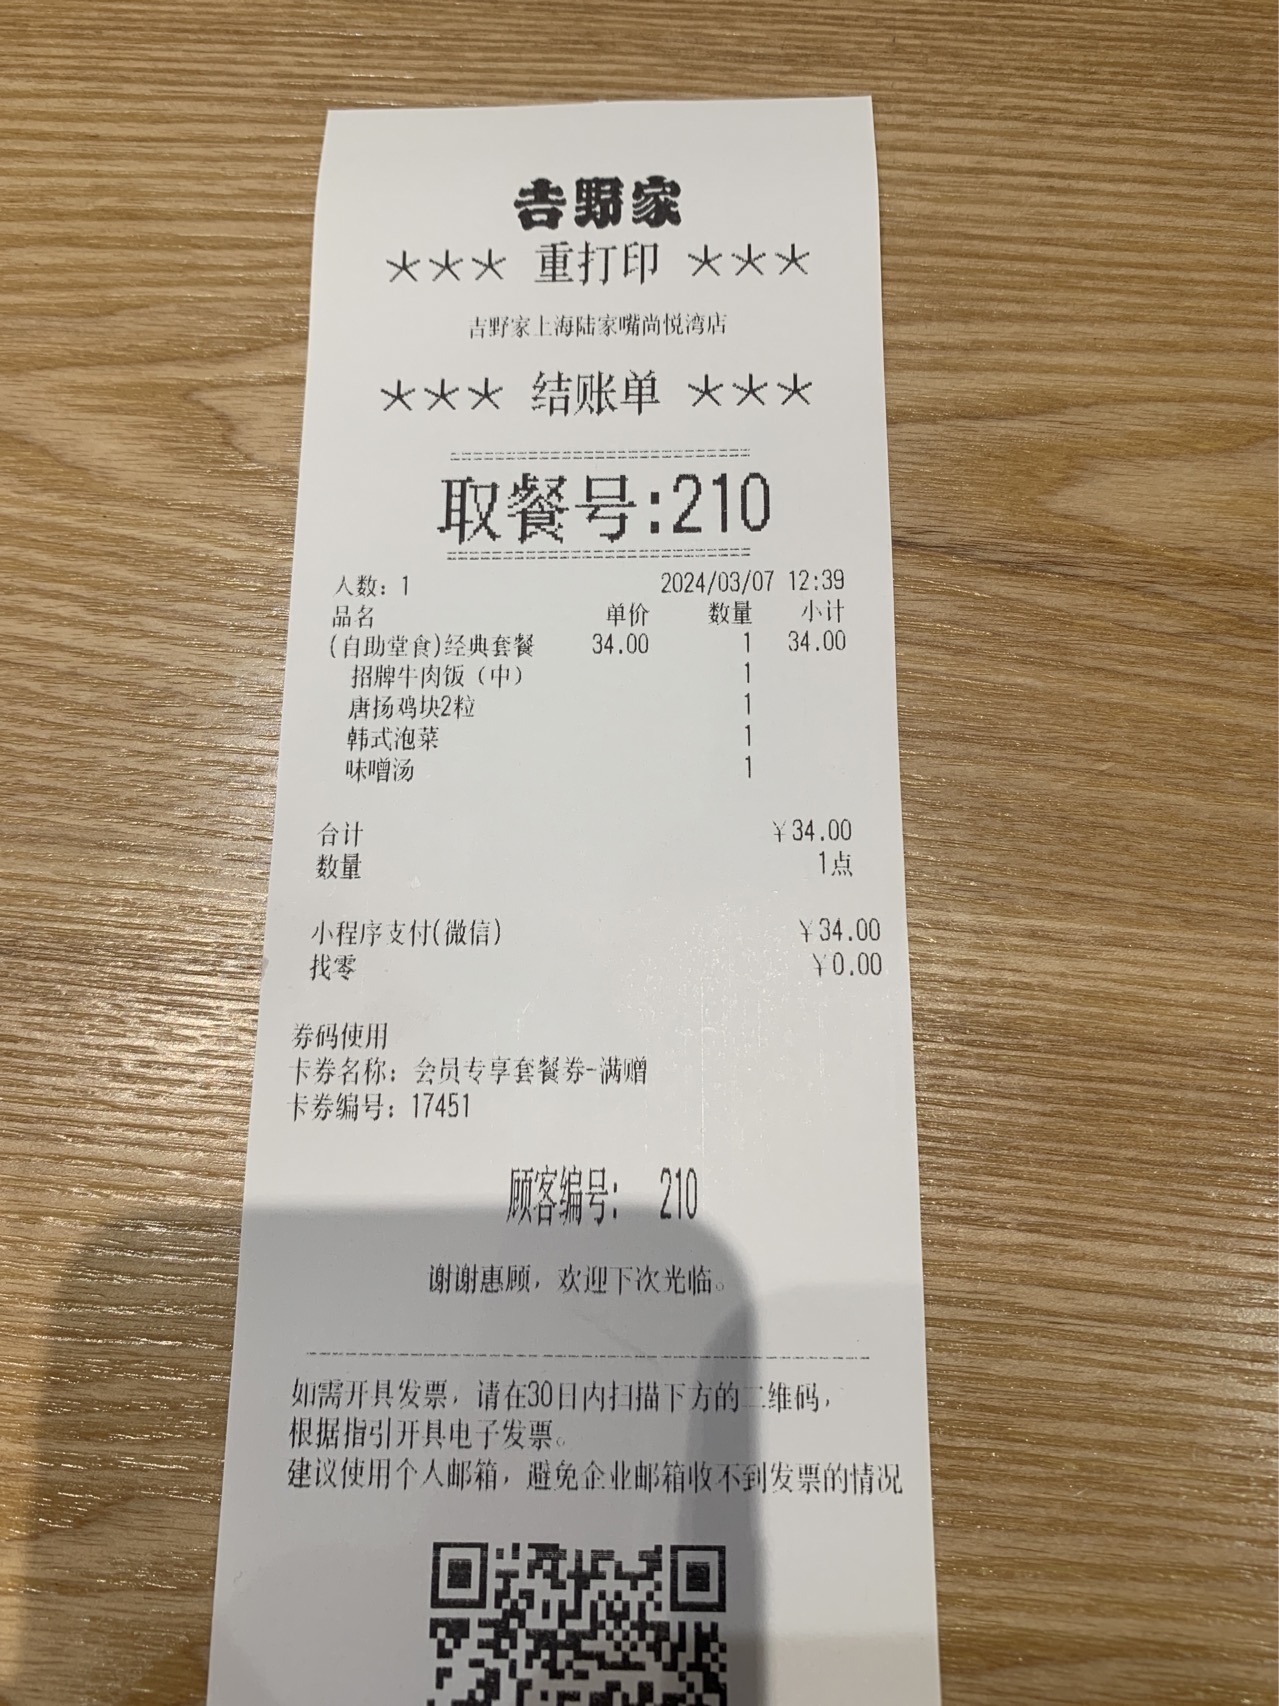 吉野家
*** 重打印 ***
吉野家上海陆家嘴尚悦湾店
*** 结账单 ***
取餐号:210
人数: 1 2024/03/07 12:39
品名 单价 数量 小计
(自助堂食)经典套餐 34.00 1 34.00
招牌牛肉饭（中） 1
唐扬鸡块2粒 1
韩式泡菜 1
味噌汤 1
合计 ￥34.00
数量 1点
小程序支付(微信) ￥34.00
找零 ￥0.00
券码使用
卡券名称: 会员专享套餐券-满赠
卡券编号: 17451
顾客编号: 210
谢谢惠顾，欢迎下次光临。
如需开具发票，请在30日内扫描下方的二维码，
根据指引开具电子发票。
建议使用个人邮箱，避免企业邮箱收不到发票的情况